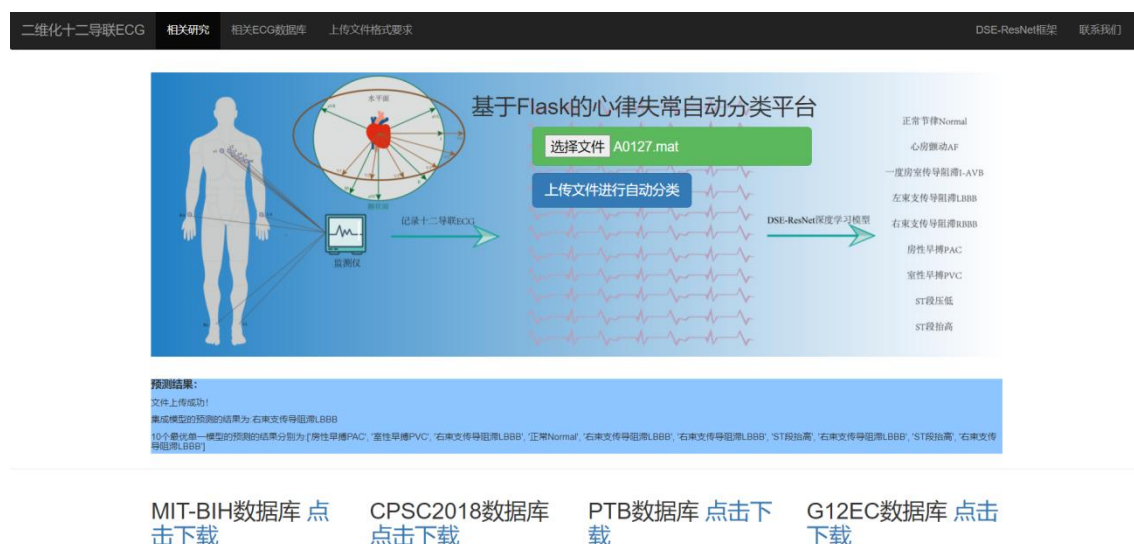 二维化十二导联ECG 相关研究 相关ECG数据库 上传文件格式要求 DSE-ResNet框架 联系我们
基于Flask的心律失常自动分类平台
选择文件 A0127.mat
上传文件进行自动分类
水平面
额状面
监测仪
记录十二导联ECG
DSE-ResNet深度学习模型
正常节律Normal
心房颤动AF
一度房室传导阻滞I-AVB
左束支传导阻滞LBBB
右束支传导阻滞RBBB
房性早搏PAC
室性早搏PVC
ST段压低
ST段抬高
预测结果：
文件上传成功！
集成模型的预测的结果为 右束支传导阻滞LBBB
10个最优单一模型的预测的结果分别为 ['房性早搏PAC', '室性早搏PVC', '右束支传导阻滞LBBB', '正常Normal', '右束支传导阻滞LBBB', '右束支传导阻滞LBBB', 'ST段抬高', '右束支传导阻滞LBBB', 'ST段抬高', '右束支传
导阻滞LBBB']
MIT-BIH数据库 点
击下载
CPSC2018数据库
点击下载
PTB数据库 点击下
载
G12EC数据库 点击
下载